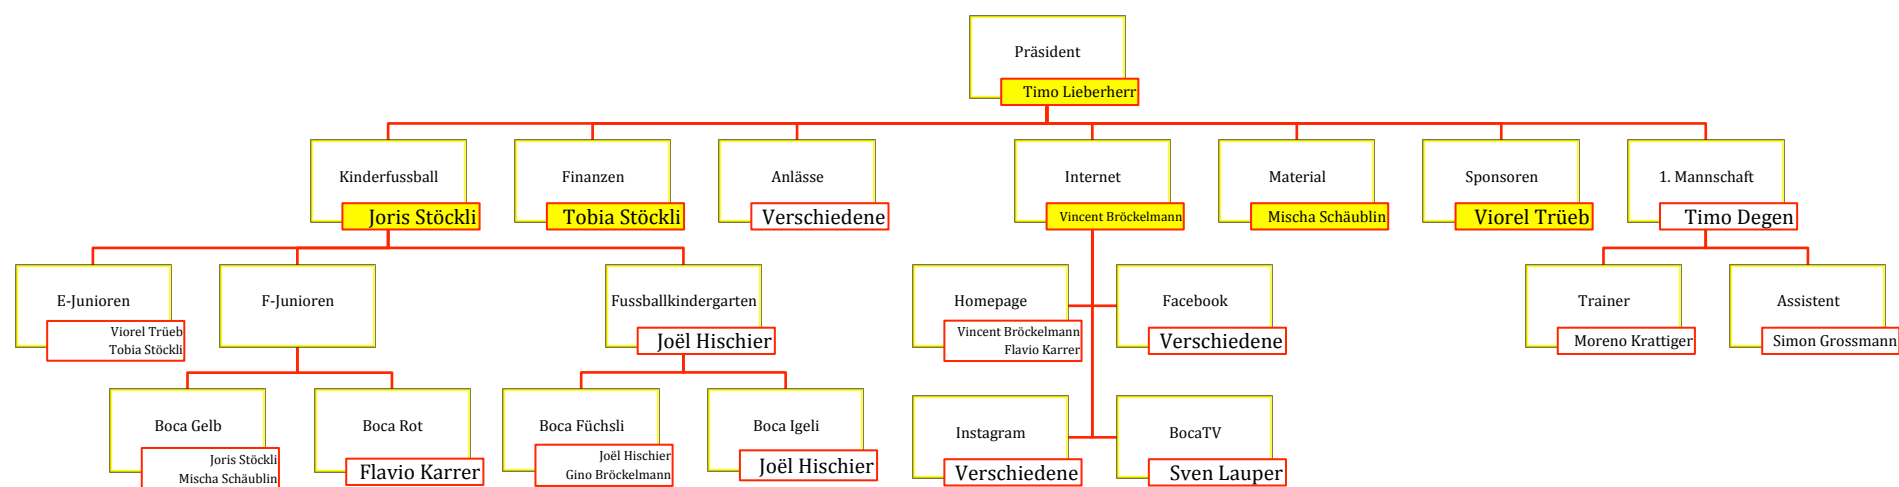 Präsident
Timo Lieberherr
Kinderfussball
Joris Stöckli
Finanzen
Tobia Stöckli
Anlässe
Verschiedene
Internet
Vincent Bröckelmann
Material
Mischa Schäublin
Sponsoren
Viorel Trüeb
1. Mannschaft
Timo Degen
E-Junioren
Viorel Trüeb
Tobia Stöckli
F-Junioren
Fussballkindergarten
Joël Hischier
Homepage
Vincent Bröckelmann
Flavio Karrer
Facebook
Verschiedene
Trainer
Moreno Krattiger
Assistent
Simon Grossmann
Boca Gelb
Joris Stöckli
Mischa Schäublin
Boca Rot
Flavio Karrer
Boca Füchsli
Joël Hischier
Gino Bröckelmann
Boca Igeli
Joël Hischier
Instagram
Verschiedene
BocaTV
Sven Lauper